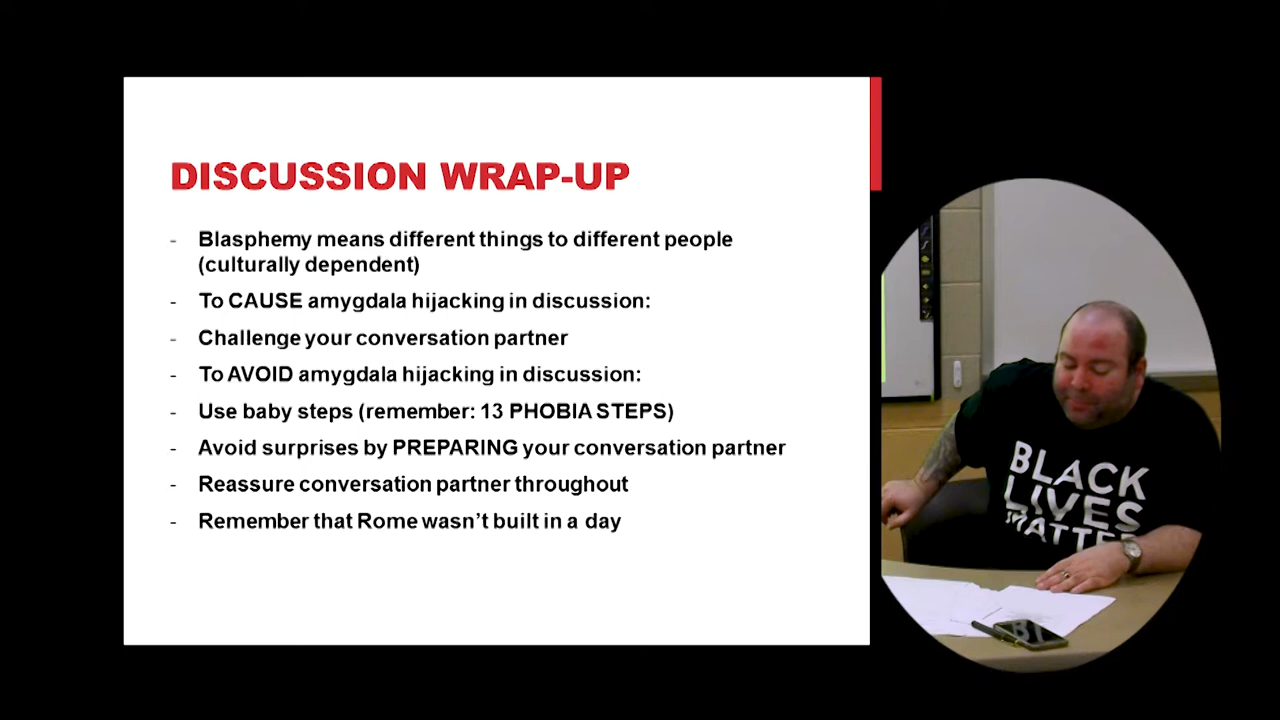 DISCUSSION WRAP-UP
- Blasphemy means different things to different people
(culturally dependent)
- To CAUSE amygdala hijacking in discussion:
- Challenge your conversation partner
- To AVOID amygdala hijacking in discussion:
- Use baby steps (remember: 13 PHOBIA STEPS)
- Avoid surprises by PREPARING your conversation partner
- Reassure conversation partner throughout
- Remember that Rome wasn’t built in a day
BLACK
LIVES
MATTER